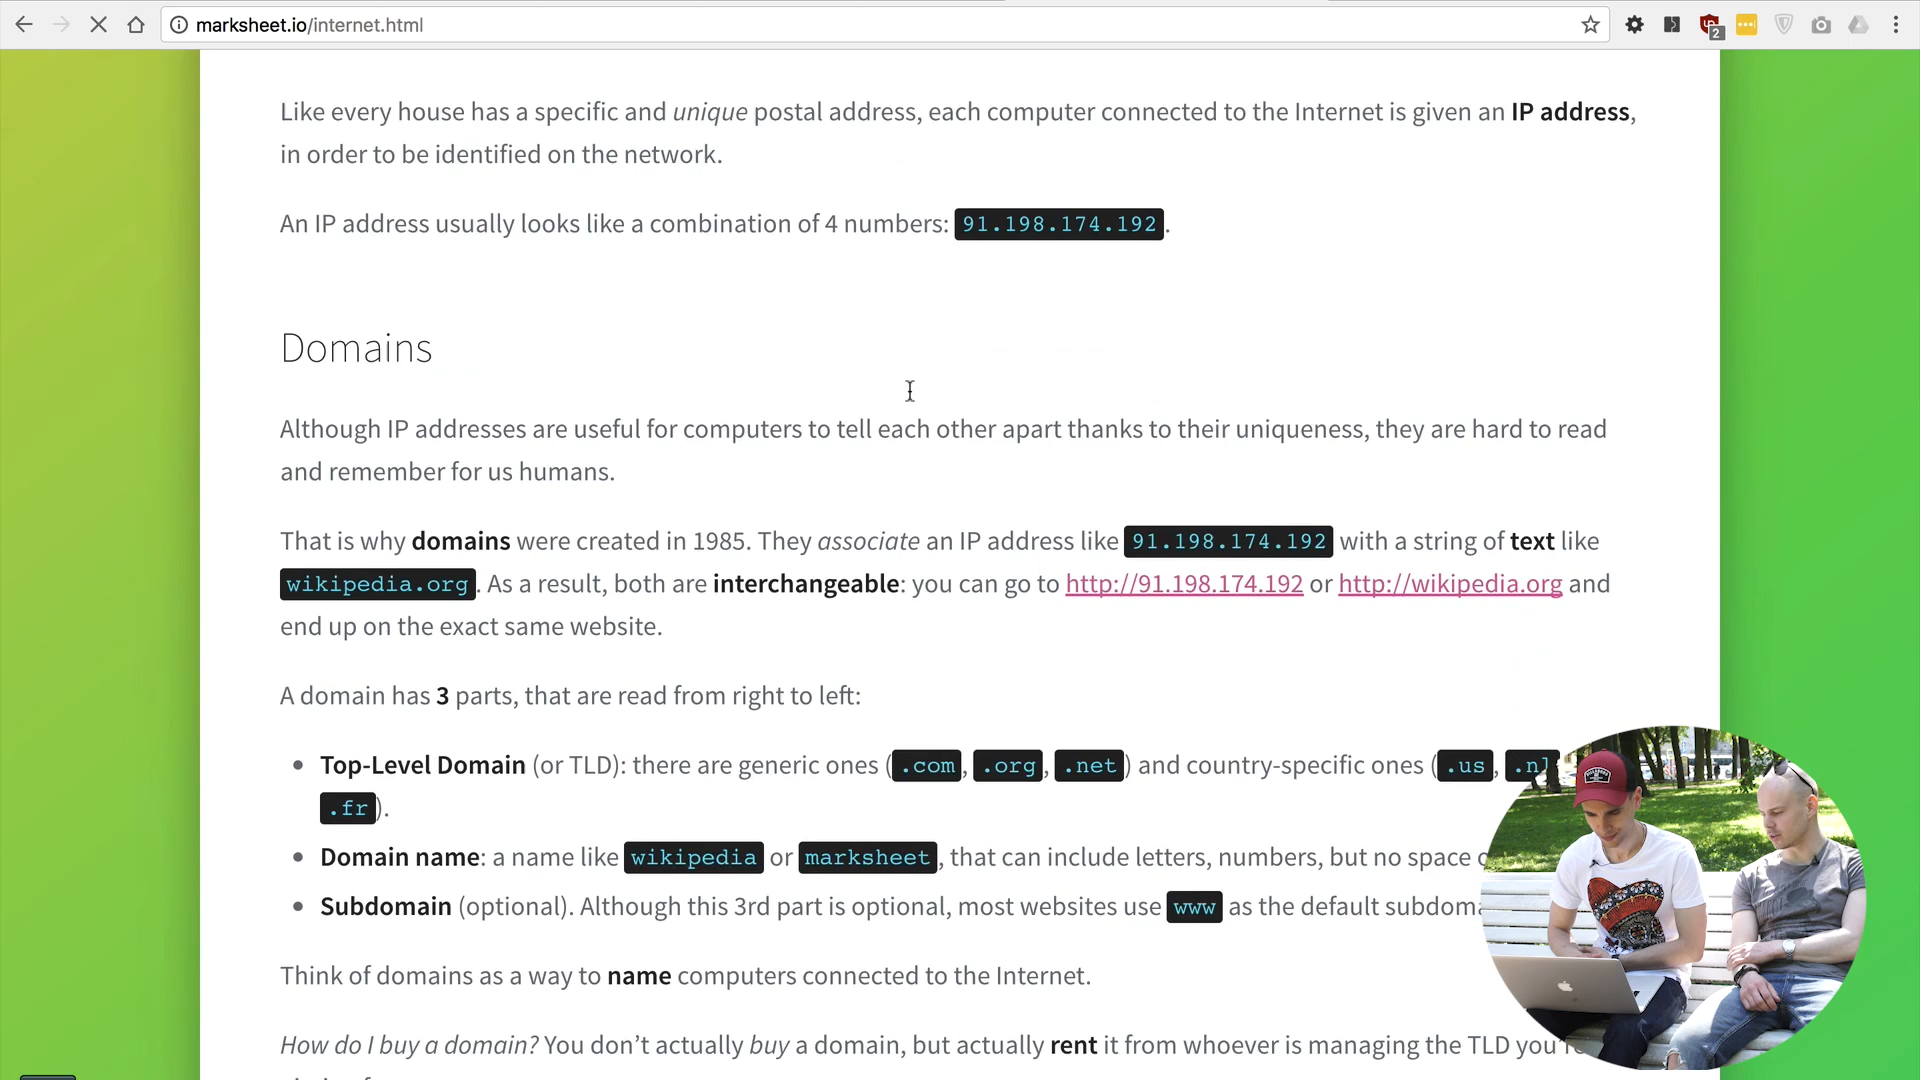 marksheet.io/internet.html
2
Like every house has a specific and unique postal address, each computer connected to the Internet is given an IP address,
in order to be identified on the network.
An IP address usually looks like a combination of 4 numbers: 91.198.174.192.
Domains
Although IP addresses are useful for computers to tell each other apart thanks to their uniqueness, they are hard to read
and remember for us humans.
That is why domains were created in 1985. They associate an IP address like 91.198.174.192 with a string of text like
wikipedia.org. As a result, both are interchangeable: you can go to http://91.198.174.192 or http://wikipedia.org and
end up on the exact same website.
A domain has 3 parts, that are read from right to left:
• Top-Level Domain (or TLD): there are generic ones (.com, .org, .net) and country-specific ones (.us, .nl
.fr).
• Domain name: a name like wikipedia or marksheet, that can include letters, numbers, but no space
• Subdomain (optional). Although this 3rd part is optional, most websites use www as the default
Think of domains as a way to name computers connected to the Internet.
How do I buy a domain? You don’t actually buy a domain, but actually rent it from whoever is managing the TLD